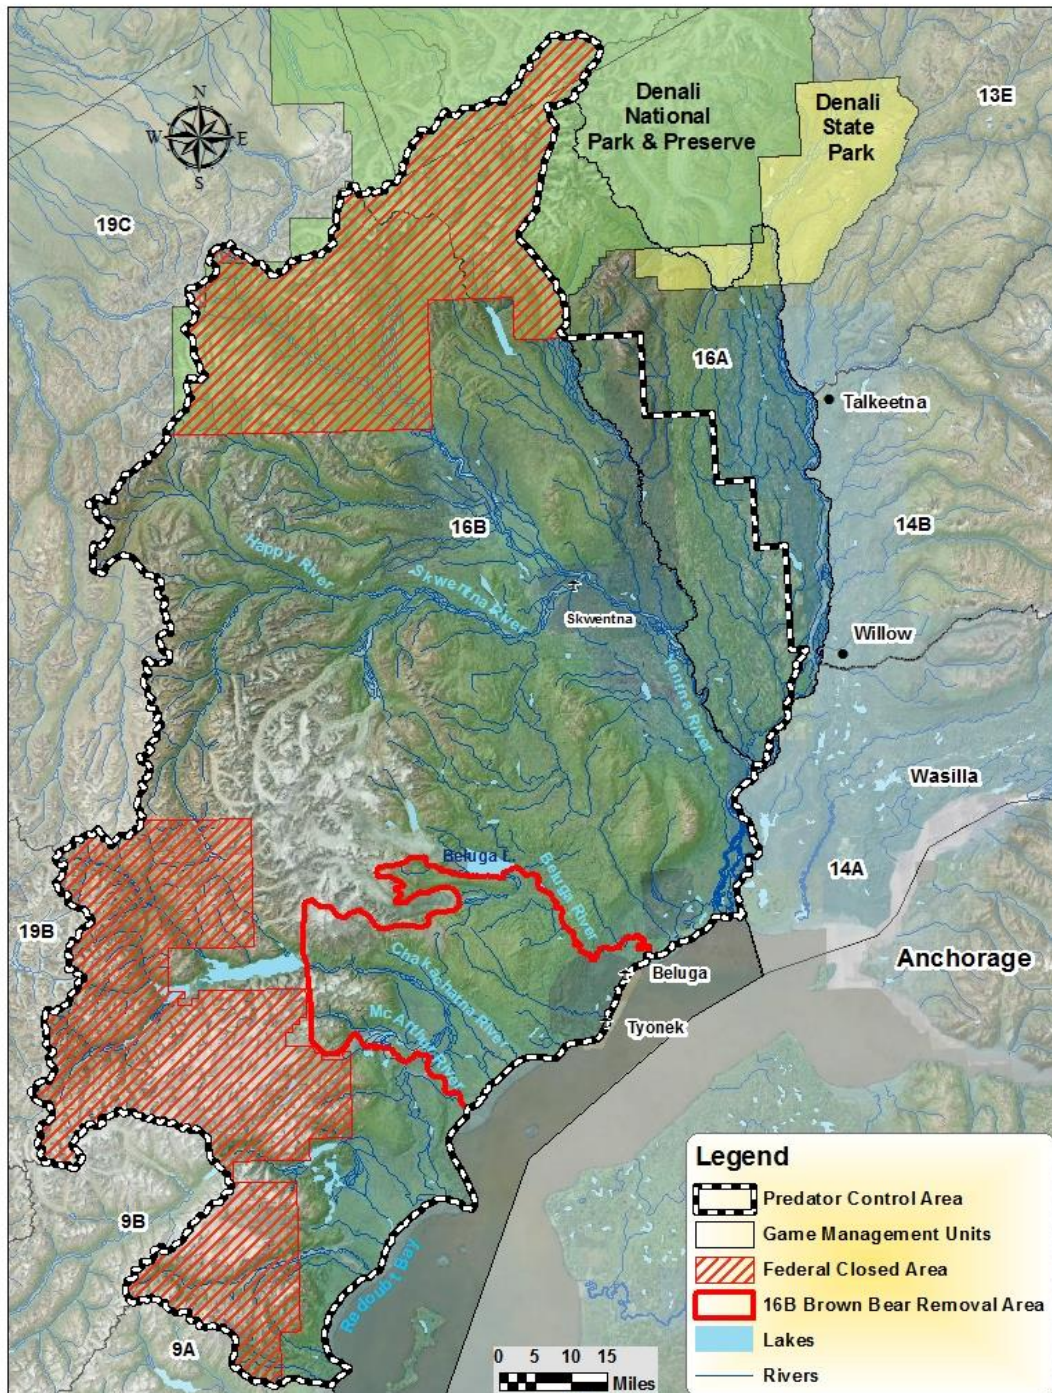 Denali
National
Park & Preserve
Denali
State
Park
13E
N
W E
S
19C
16A
Talkeetna
16B
14B
Happy River
Skwentna River
Skwentna
Willow
Yentna River
Wasilla
Beluga L.
Beluga River
14A
19B
Chakachatna River
Anchorage
Beluga
McArthur River
Tyonek
Legend
Predator Control Area
Game Management Units
Federal Closed Area
16B Brown Bear Removal Area
Lakes
Rivers
9B
Redoubt Bay
9A
0 5 10 15
Miles